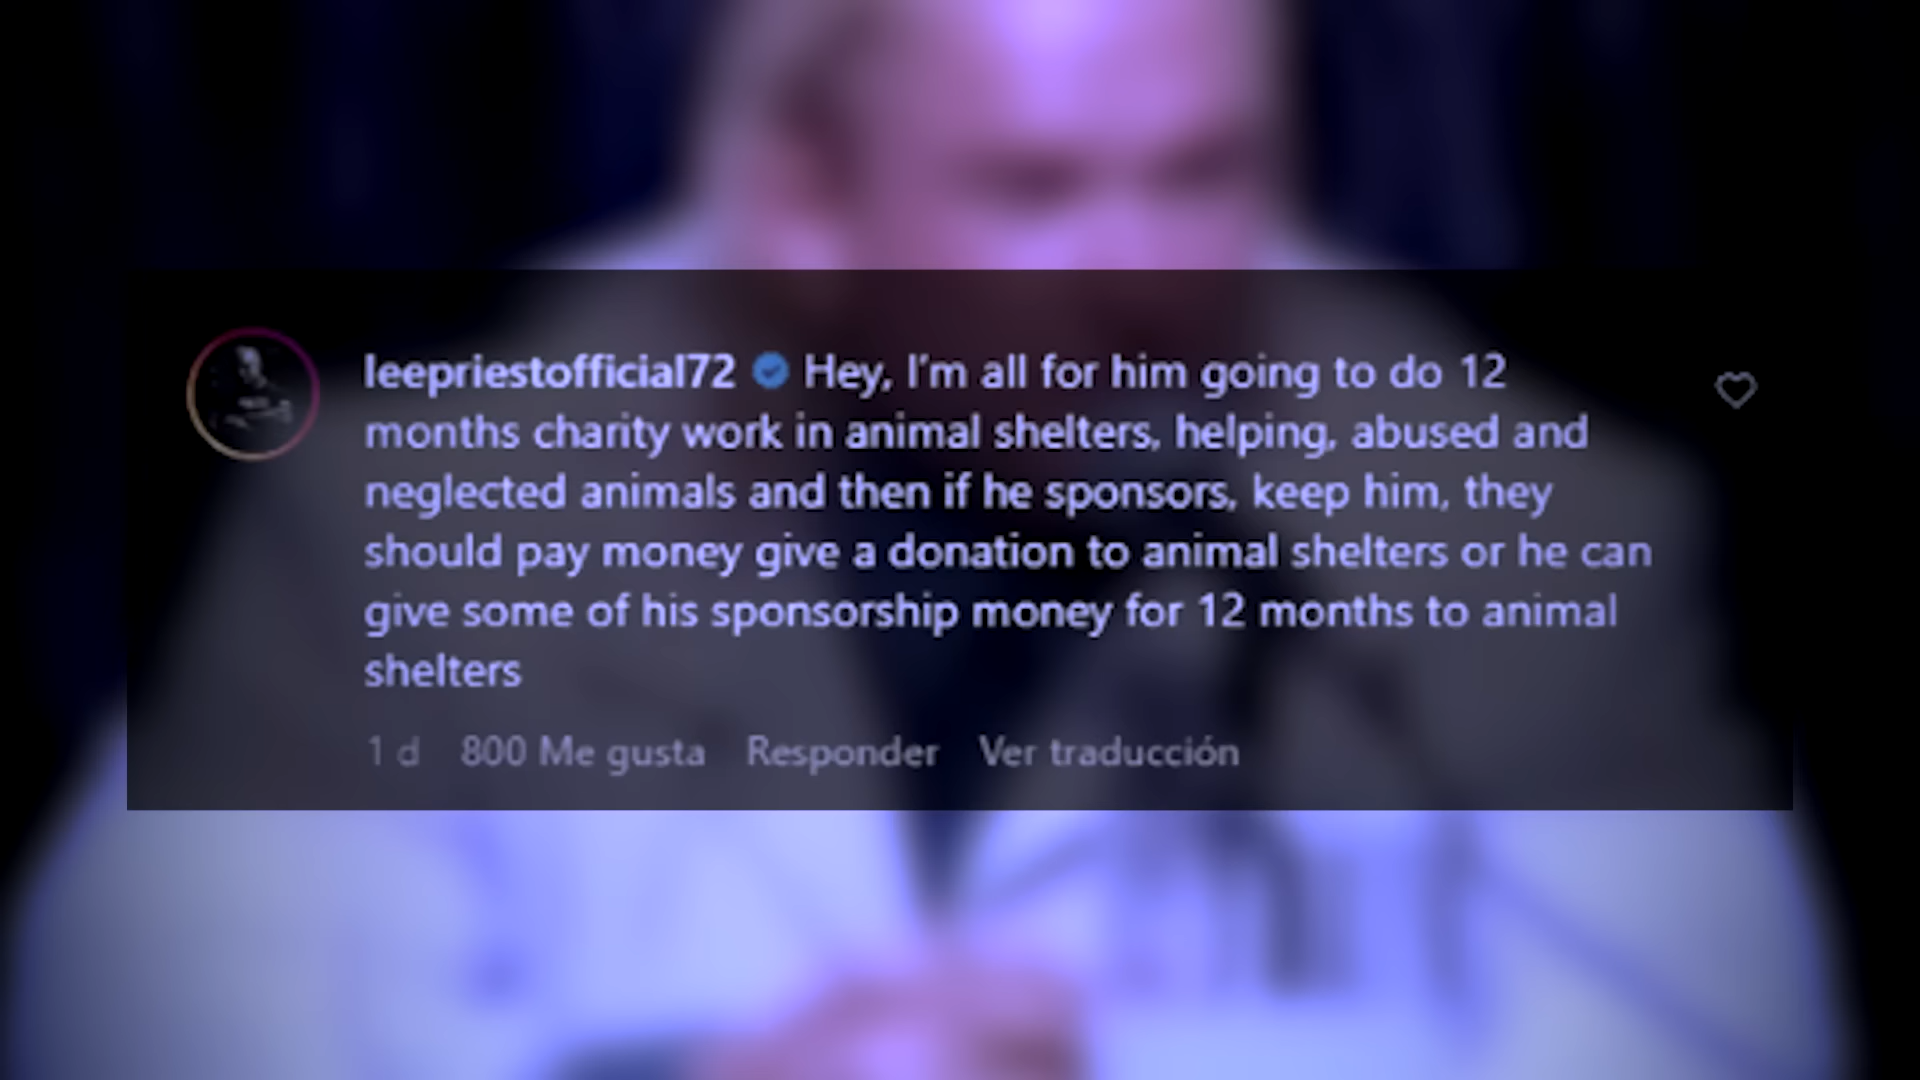 leepriestofficial72 Hey, I'm all for him going to do 12
months charity work in animal shelters, helping, abused and
neglected animals and then if he sponsors, keep him, they
should pay money give a donation to animal shelters or he can
give some of his sponsorship money for 12 months to animal
shelters
1 d 800 Me gusta Responder Ver traducción